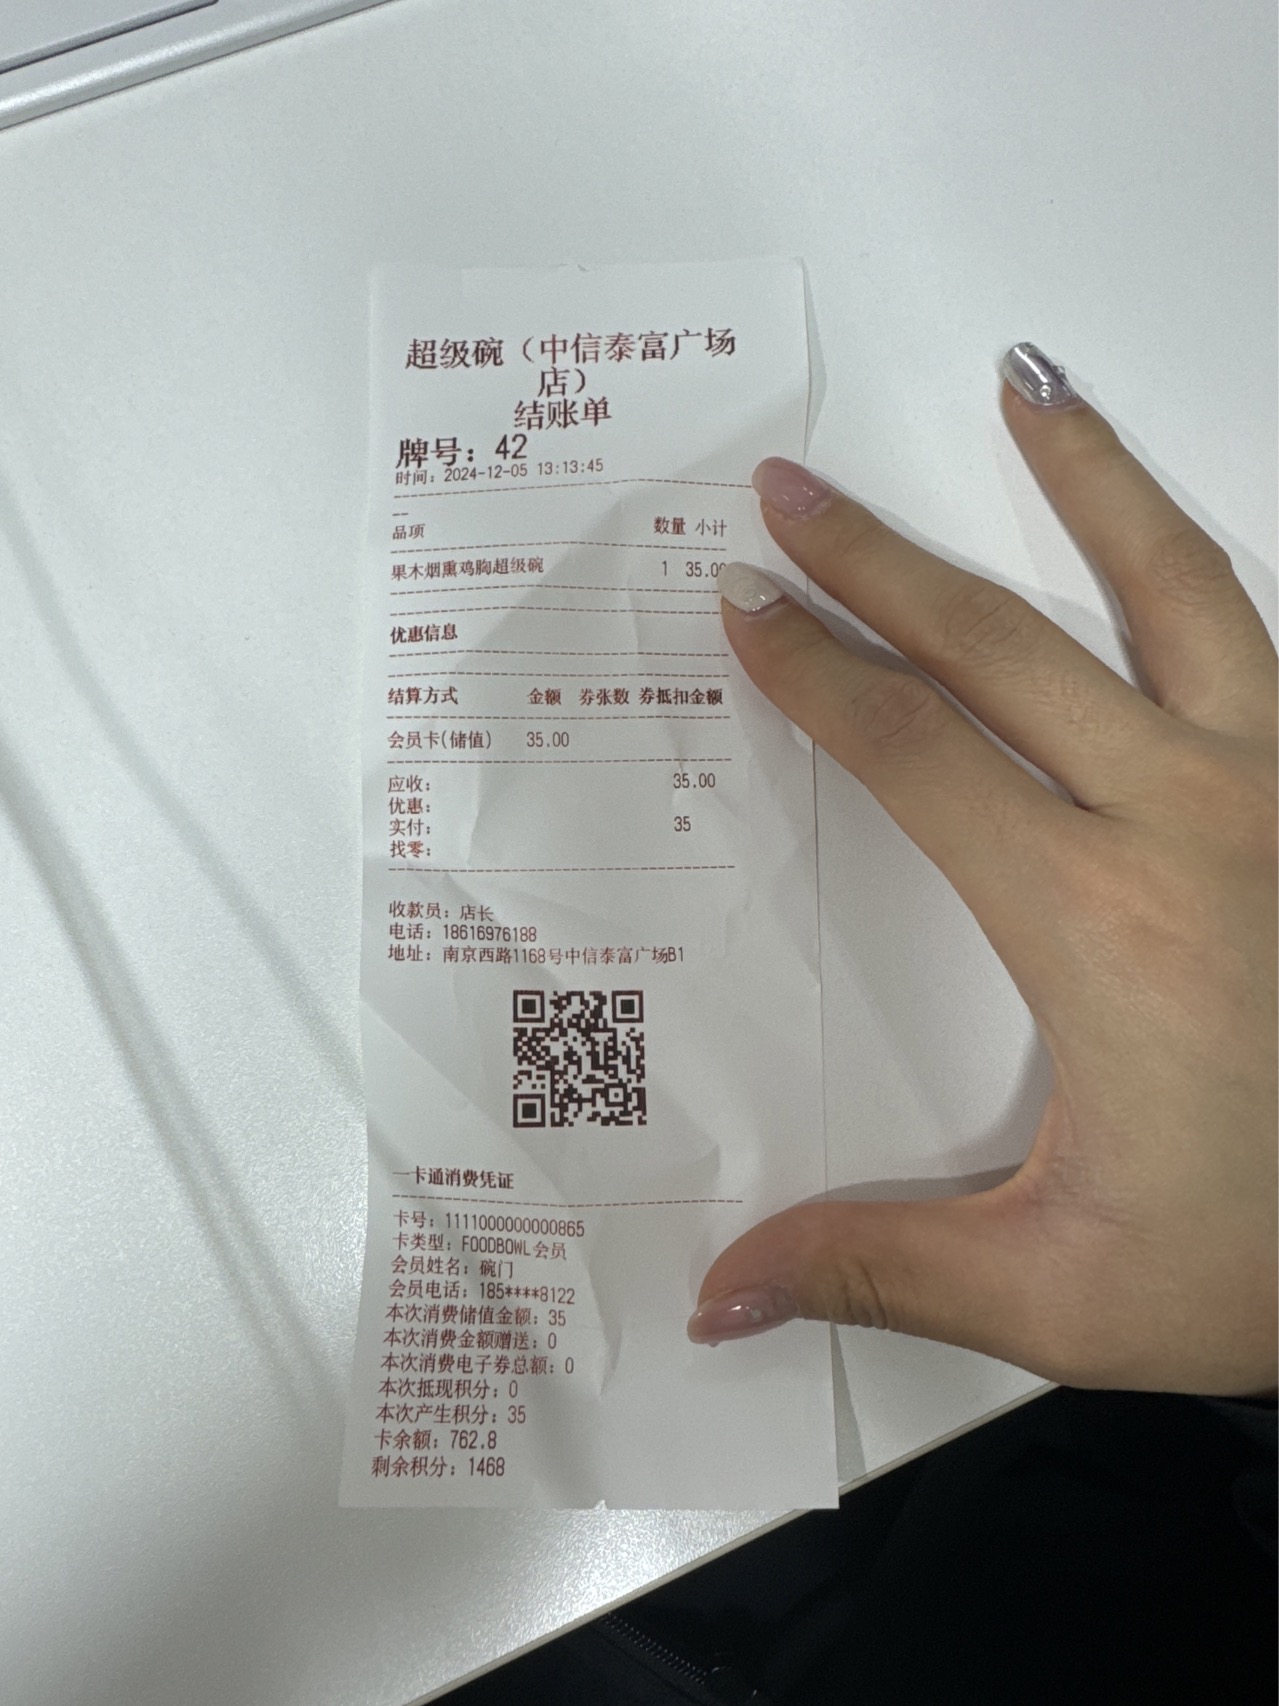 超级碗（中信泰富广场
店）
结账单
牌号：42
时间：2024-12-05 13:13:45
--
品项 数量 小计
果木烟熏鸡胸超级碗 1 35.00
优惠信息
结算方式 金额 券张数 券抵扣金额
会员卡(储值) 35.00
应收： 35.00
优惠：
实付： 35
找零：
收款员：店长
电话：18616976188
地址：南京西路1168号中信泰富广场B1
一卡通消费凭证
卡号：1111000000000865
卡类型：FOODBOWL会员
会员姓名：碗门
会员电话：185****8122
本次消费储值金额：35
本次消费金额赠送：0
本次消费电子券总额：0
本次抵现积分：0
本次产生积分：35
卡余额：762.8
剩余积分：1468